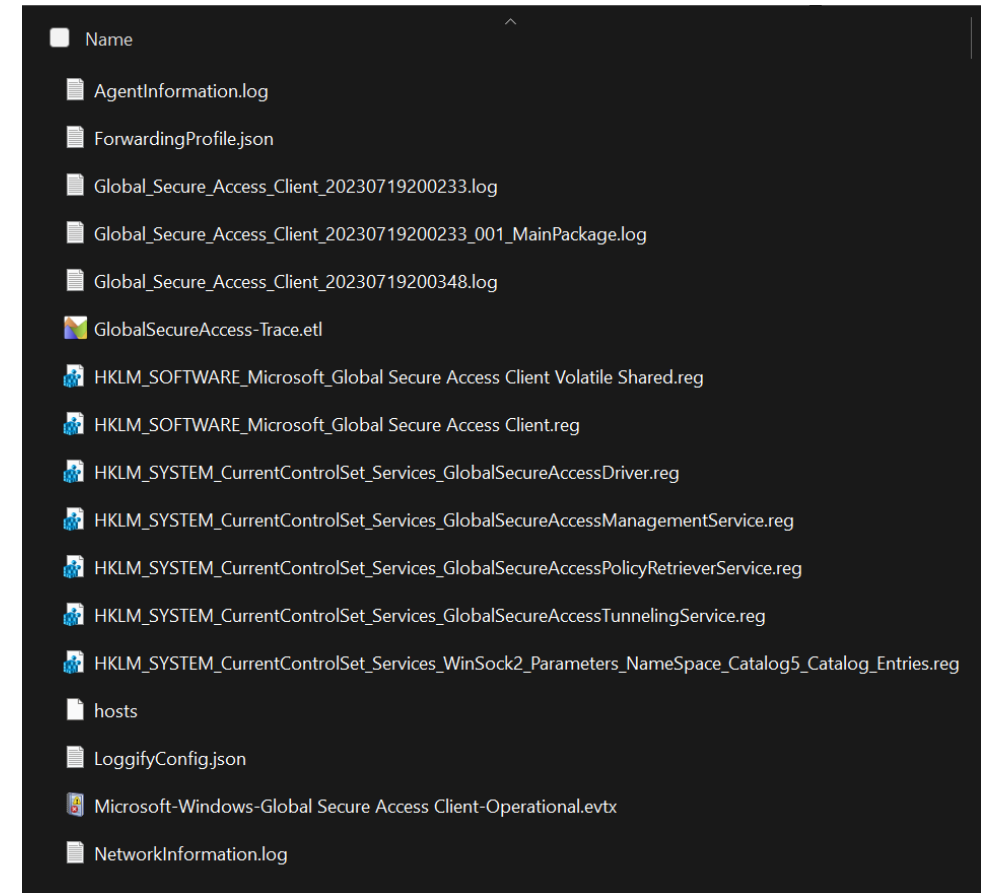 Name
AgentInformation.log
ForwardingProfile.json
Global_Secure_Access_Client_20230719200233.log
Global_Secure_Access_Client_20230719200233_001_MainPackage.log
Global_Secure_Access_Client_20230719200348.log
GlobalSecureAccess-Trace.etl
HKLM_SOFTWARE_Microsoft_Global Secure Access Client Volatile Shared.reg
HKLM_SOFTWARE_Microsoft_Global Secure Access Client.reg
HKLM_SYSTEM_CurrentControlSet_Services_GlobalSecureAccessDriver.reg
HKLM_SYSTEM_CurrentControlSet_Services_GlobalSecureAccessManagementService.reg
HKLM_SYSTEM_CurrentControlSet_Services_GlobalSecureAccessPolicyRetrieverService.reg
HKLM_SYSTEM_CurrentControlSet_Services_GlobalSecureAccessTunnelingService.reg
HKLM_SYSTEM_CurrentControlSet_Services_WinSock2_Parameters_NameSpace_Catalog5_Catalog_Entries.reg
hosts
LoggifyConfig.json
Microsoft-Windows-Global Secure Access Client-Operational.evtx
NetworkInformation.log